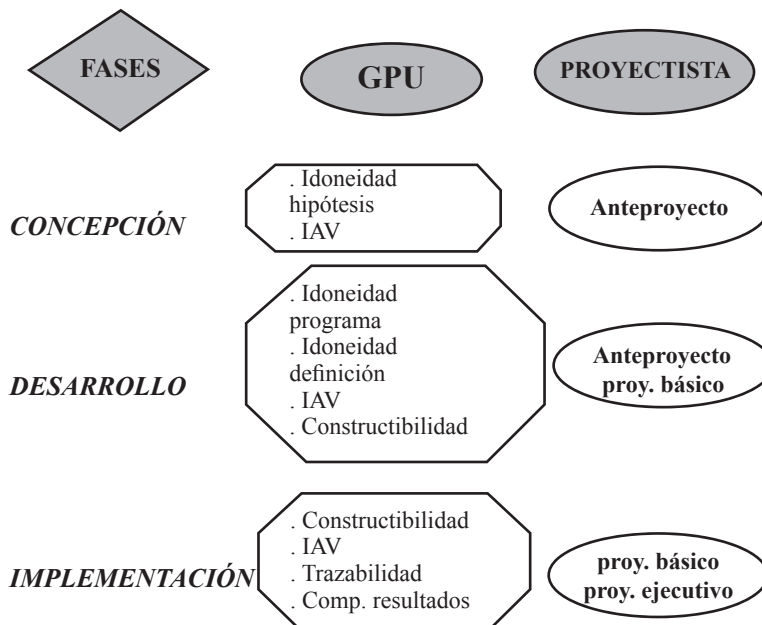 FASES
GPU
PROYECTISTA
CONCEPCIÓN
. Idoneidad
hipótesis
. IAV
Anteproyecto
DESARROLLO
. Idoneidad
programa
. Idoneidad
definición
. IAV
. Constructibilidad
Anteproyecto
proy. básico
IMPLEMENTACIÓN
. Constructibilidad
. IAV
. Trazabilidad
. Comp. resultados
proy. básico
proy. ejecutivo